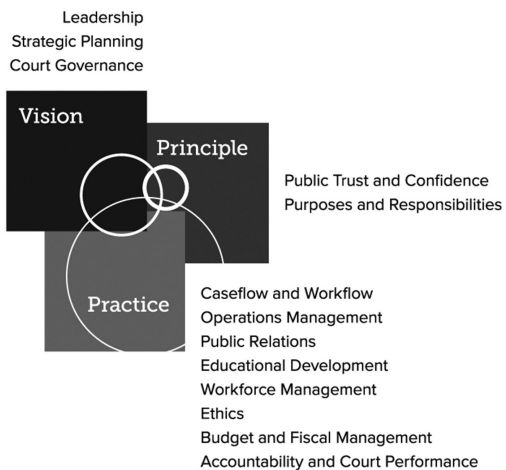 Leadership
Strategic Planning
Court Governance
Vision
Principle
Public Trust and Confidence
Purposes and Responsibilities
Practice
Caseflow and Workflow
Operations Management
Public Relations
Educational Development
Workforce Management
Ethics
Budget and Fiscal Management
Accountability and Court Performance